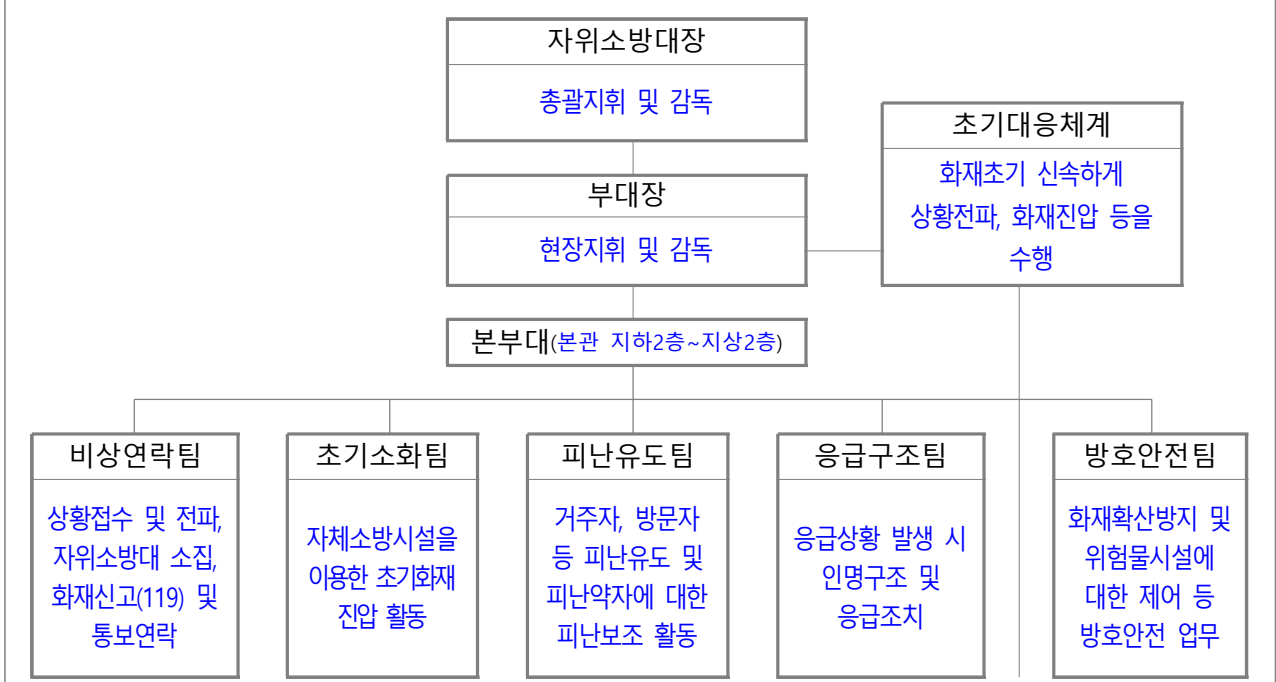 자위소방대장
총괄지휘 및 감독
초기대응체계
화재초기 신속하게
상황전파, 화재진압 등을
수행
부대장
현장지휘 및 감독
본부대(본관 지하2층~지상2층)
비상연락팀
상황접수 및 전파,
자위소방대 소집,
화재신고(119) 및
통보연락
초기소화팀
자체소방시설을
이용한 초기화재
진압 활동
피난유도팀
거주자, 방문자
등 피난유도 및
피난약자에 대한
피난보조 활동
응급구조팀
응급상황 발생 시
인명구조 및
응급조치
방호안전팀
화재확산방지 및
위험물시설에
대한 제어 등
방호안전 업무